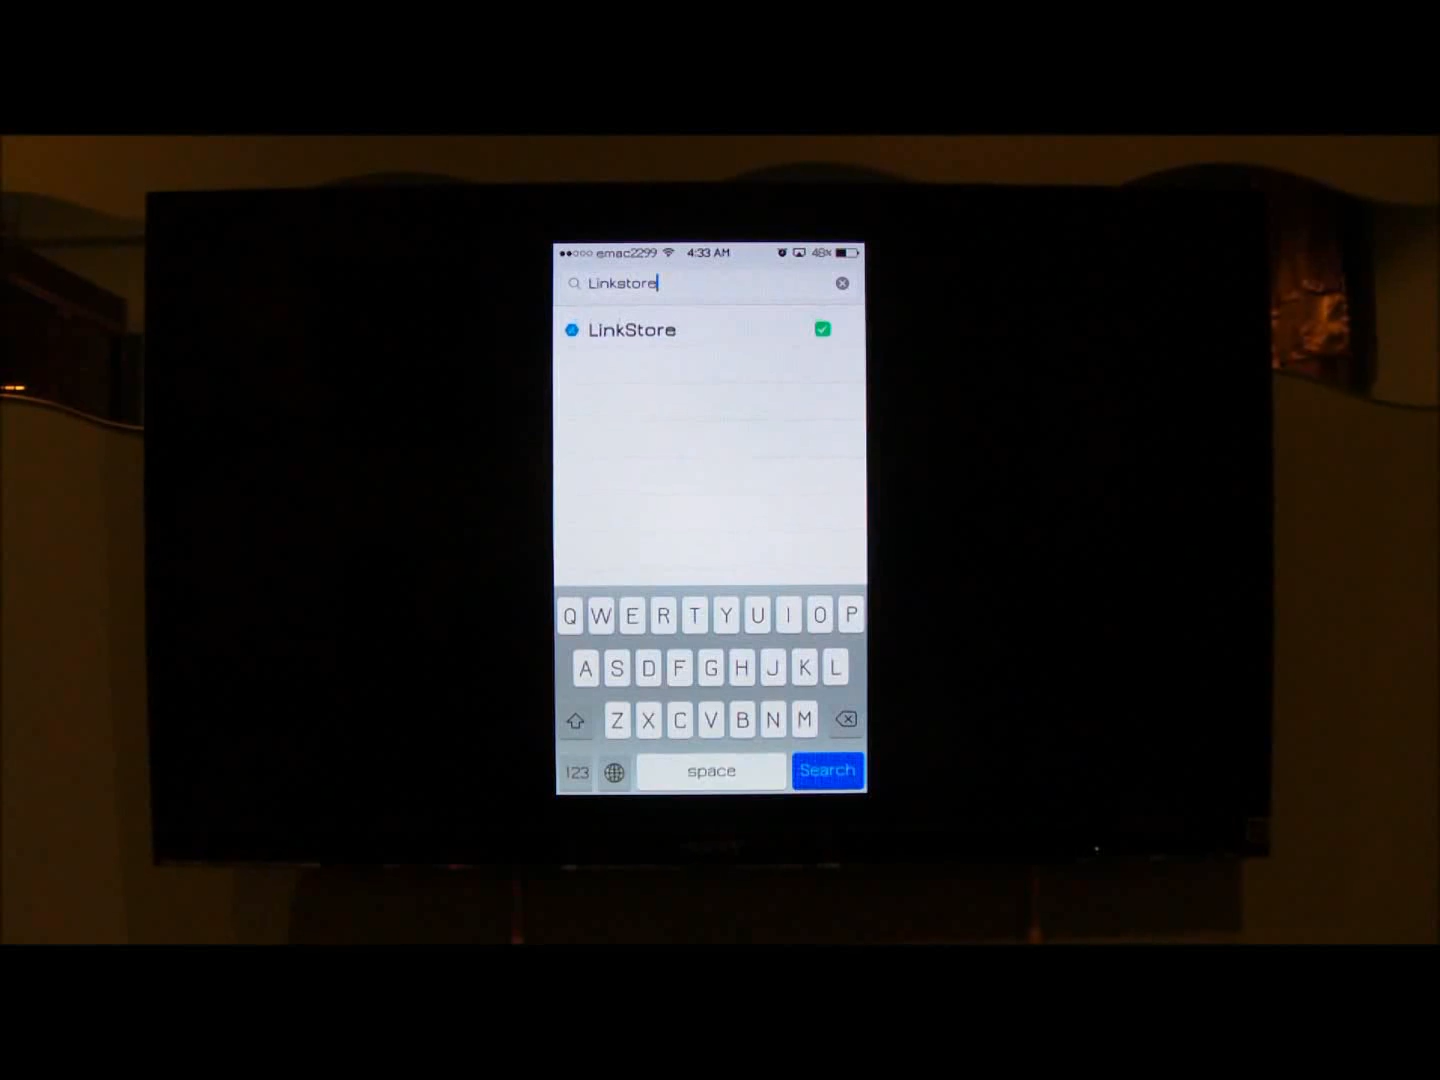 emac2299 4:33 AM 48%
Linkstore
LinkStore
Q W E R T Y U I O P
A S D F G H J K L
Z X C V B N M
123 space Search